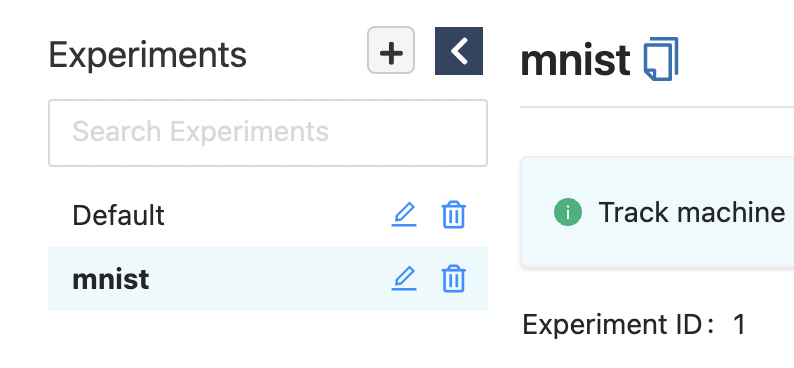 Experiments
Search Experiments
Default
mnist
mnist
Track machine
Experiment ID: 1